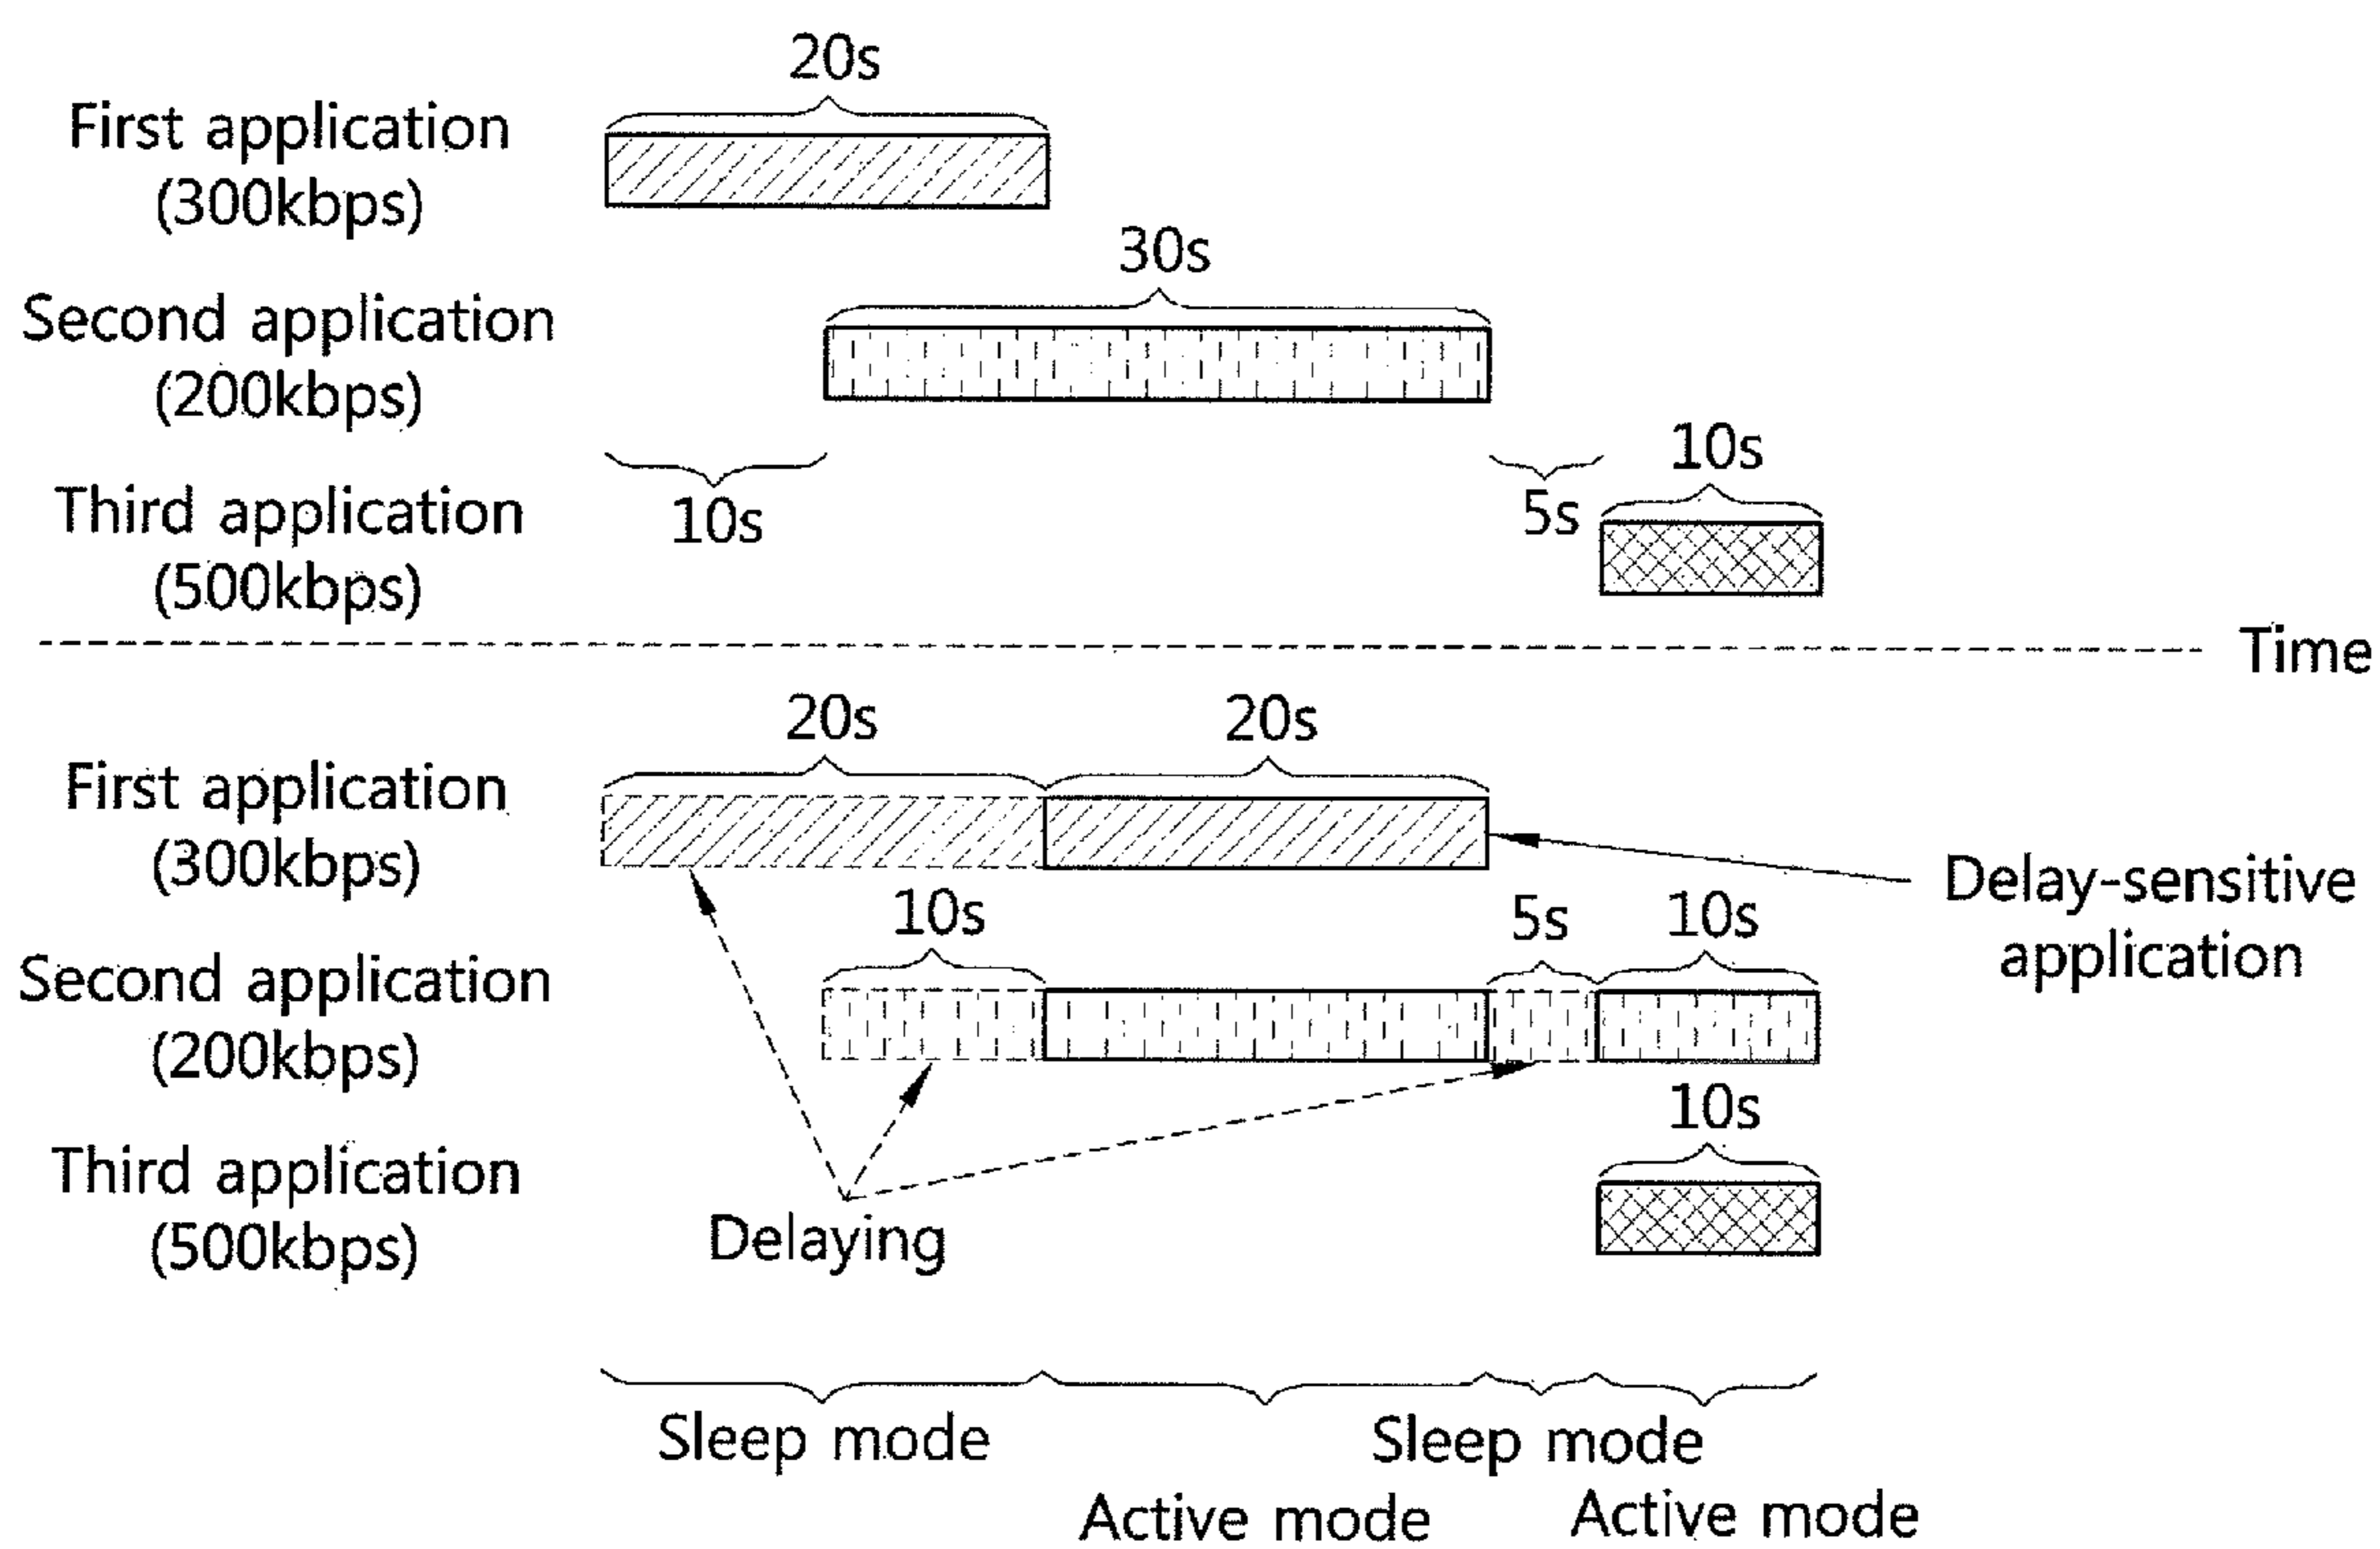 20s
First application
(300kbps)
30s
Second application
(200kbps)
10s
Third application
(500kbps)
10s
5s
Time
20s 20s
First application
(300kbps)
Delay-sensitive
application
10s 5s 10s
Second application
(200kbps)
10s
Third application
(500kbps)
Delaying
Sleep mode Sleep mode
Active mode Active mode